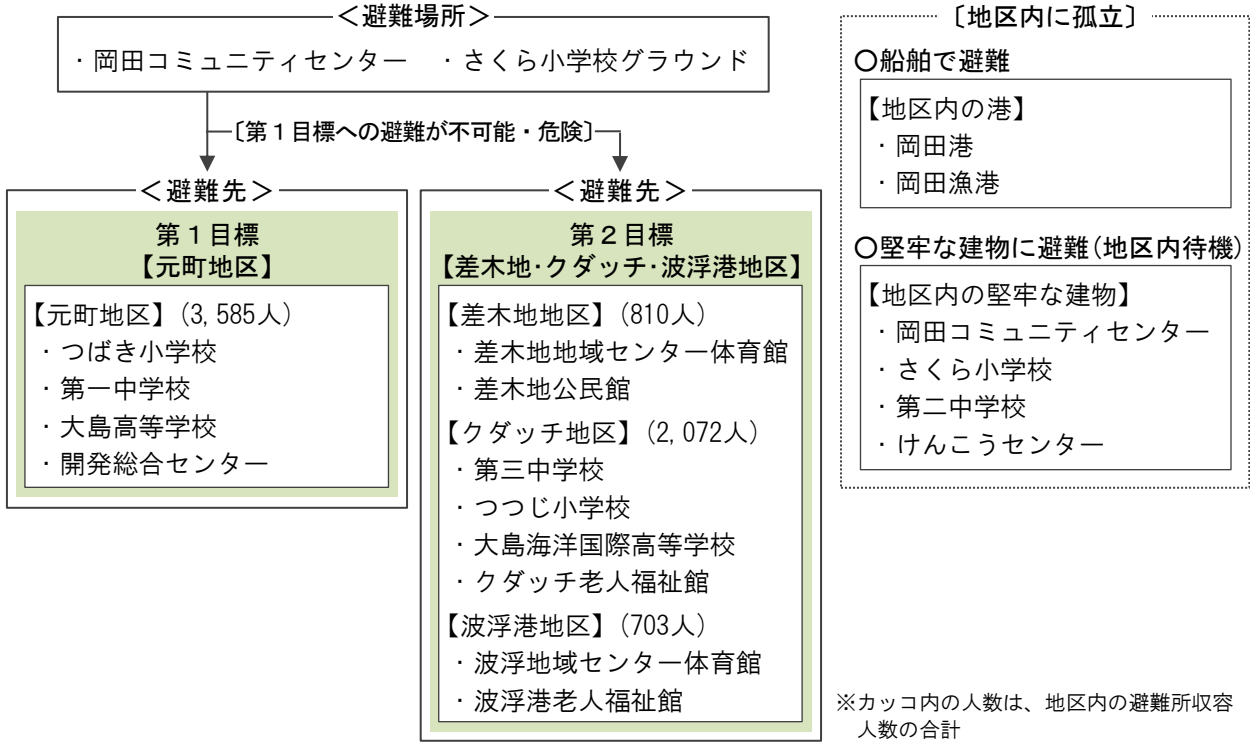 ＜避難場所＞
・岡田コミュニティセンター　・さくら小学校グラウンド
〔第１目標への避難が不可能・危険〕
＜避難先＞
第１目標
【元町地区】
【元町地区】(3,585人)
・つばき小学校
・第一中学校
・大島高等学校
・開発総合センター
＜避難先＞
第２目標
【差木地・クダッチ・波浮港地区】
【差木地地区】(810人)
・差木地地域センター体育館
・差木地公民館
【クダッチ地区】(2,072人)
・第三中学校
・つつじ小学校
・大島海洋国際高等学校
・クダッチ老人福祉館
【波浮港地区】(703人)
・波浮地域センター体育館
・波浮港老人福祉館
〔地区内に孤立〕
○船舶で避難
【地区内の港】
・岡田港
・岡田漁港
○堅牢な建物に避難(地区内待機)
【地区内の堅牢な建物】
・岡田コミュニティセンター
・さくら小学校
・第二中学校
・けんこうセンター
※カッコ内の人数は、地区内の避難所収容
人数の合計